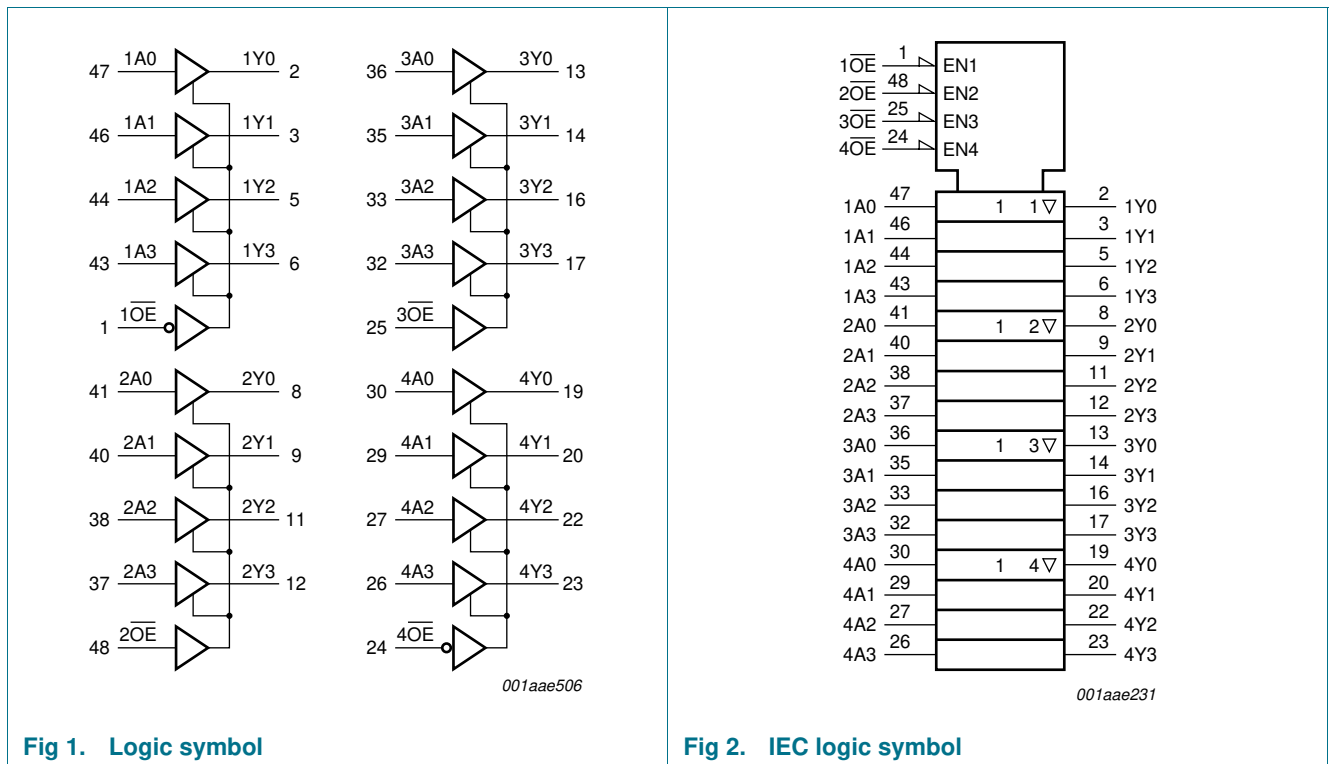 47 1A0 1Y0 2
46 1A1 1Y1 3
44 1A2 1Y2 5
43 1A3 1Y3 6
1 1O̅E̅
41 2A0 2Y0 8
40 2A1 2Y1 9
38 2A2 2Y2 11
37 2A3 2Y3 12
48 2O̅E̅
36 3A0 3Y0 13
35 3A1 3Y1 14
33 3A2 3Y2 16
32 3A3 3Y3 17
25 3O̅E̅
30 4A0 4Y0 19
29 4A1 4Y1 20
27 4A2 4Y2 22
26 4A3 4Y3 23
24 4O̅E̅
001aae506
Fig 1. Logic symbol
1O̅E̅ 1 EN1
2O̅E̅ 48 EN2
3O̅E̅ 25 EN3
4O̅E̅ 24 EN4
1A0 47 1 1▽ 2 1Y0
1A1 46 3 1Y1
1A2 44 5 1Y2
1A3 43 6 1Y3
2A0 41 1 2▽ 8 2Y0
2A1 40 9 2Y1
2A2 38 11 2Y2
2A3 37 12 2Y3
3A0 36 1 3▽ 13 3Y0
3A1 35 14 3Y1
3A2 33 16 3Y2
3A3 32 17 3Y3
4A0 30 1 4▽ 19 4Y0
4A1 29 20 4Y1
4A2 27 22 4Y2
4A3 26 23 4Y3
001aae231
Fig 2. IEC logic symbol